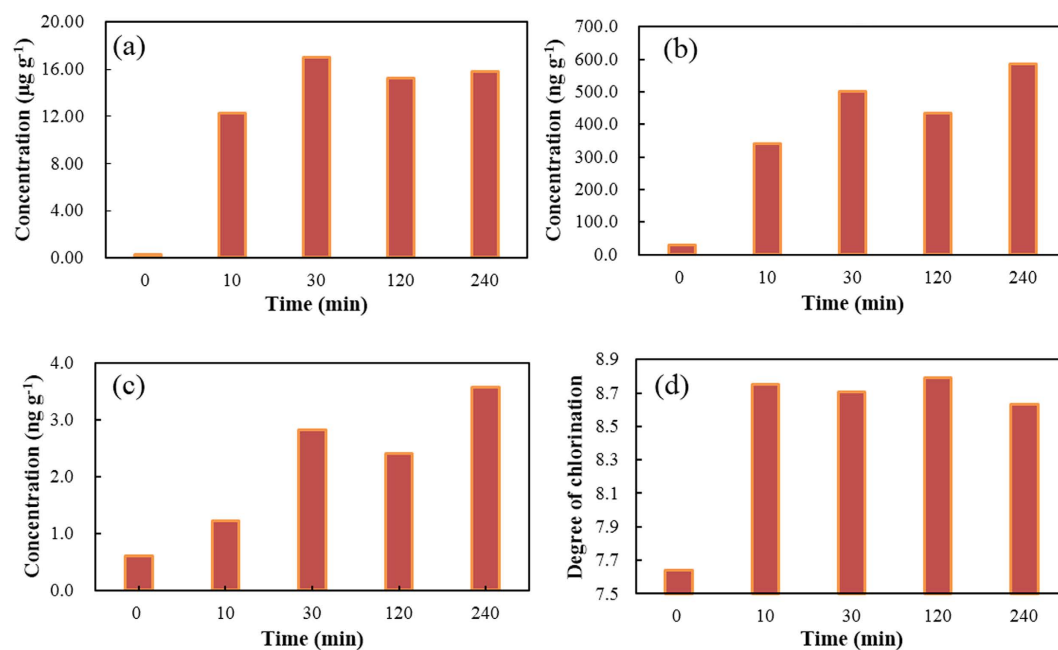 (a)
Concentration (µg g⁻¹)
20.00
16.00
12.00
8.00
4.00
0.00
0 10 30 120 240
Time (min)
(b)
Concentration (ng g⁻¹)
700.0
600.0
500.0
400.0
300.0
200.0
100.0
0.0
0 10 30 120 240
Time (min)
(c)
Concentration (ng g⁻¹)
4.0
3.0
2.0
1.0
0.0
0 10 30 120 240
Time (min)
(d)
Degree of chlorination
8.9
8.7
8.5
8.3
8.1
7.9
7.7
7.5
0 10 30 120 240
Time (min)